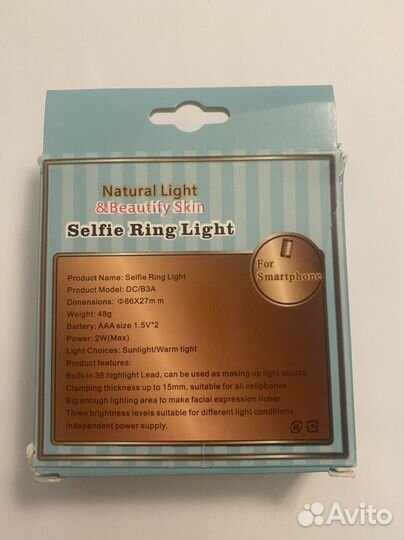 Natural Light
&Beautify Skin
Selfie Ring Light
For
Smartphone
Product Name: Selfie Ring Light
Product Model: DC/B3A
Dimensions: Φ86X27mm
Weight: 48g
Battery: AAA size 1.5V*2
Power: 2W(Max)
Light Choices: Sunlight/Warm tight
Product features:
Built-in 36 highlight Lead, can be used as making up light source.
Clamping thickness up to 15mm, suitable for all cellphones.
Big enough lighting area to make facial expression richer.
Three brightness levels suitable for different light conditions.
independent power supply.
Avito